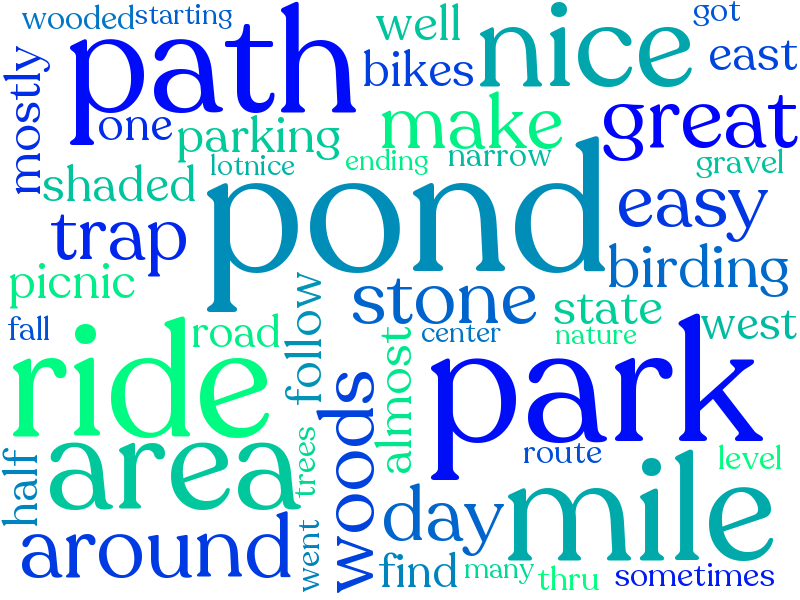 wooded
starting
path
well
nice
got
bikes
east
mostly
one
parking
make
great
lotnice
ending
narrow
gravel
shaded
pond
easy
trap
birding
picnic
stone
state
fall
road
follow
center
nature
west
ride
almost
park
area
woods
route
level
half
trees
around
went
day
mile
find
many
thru
sometimes